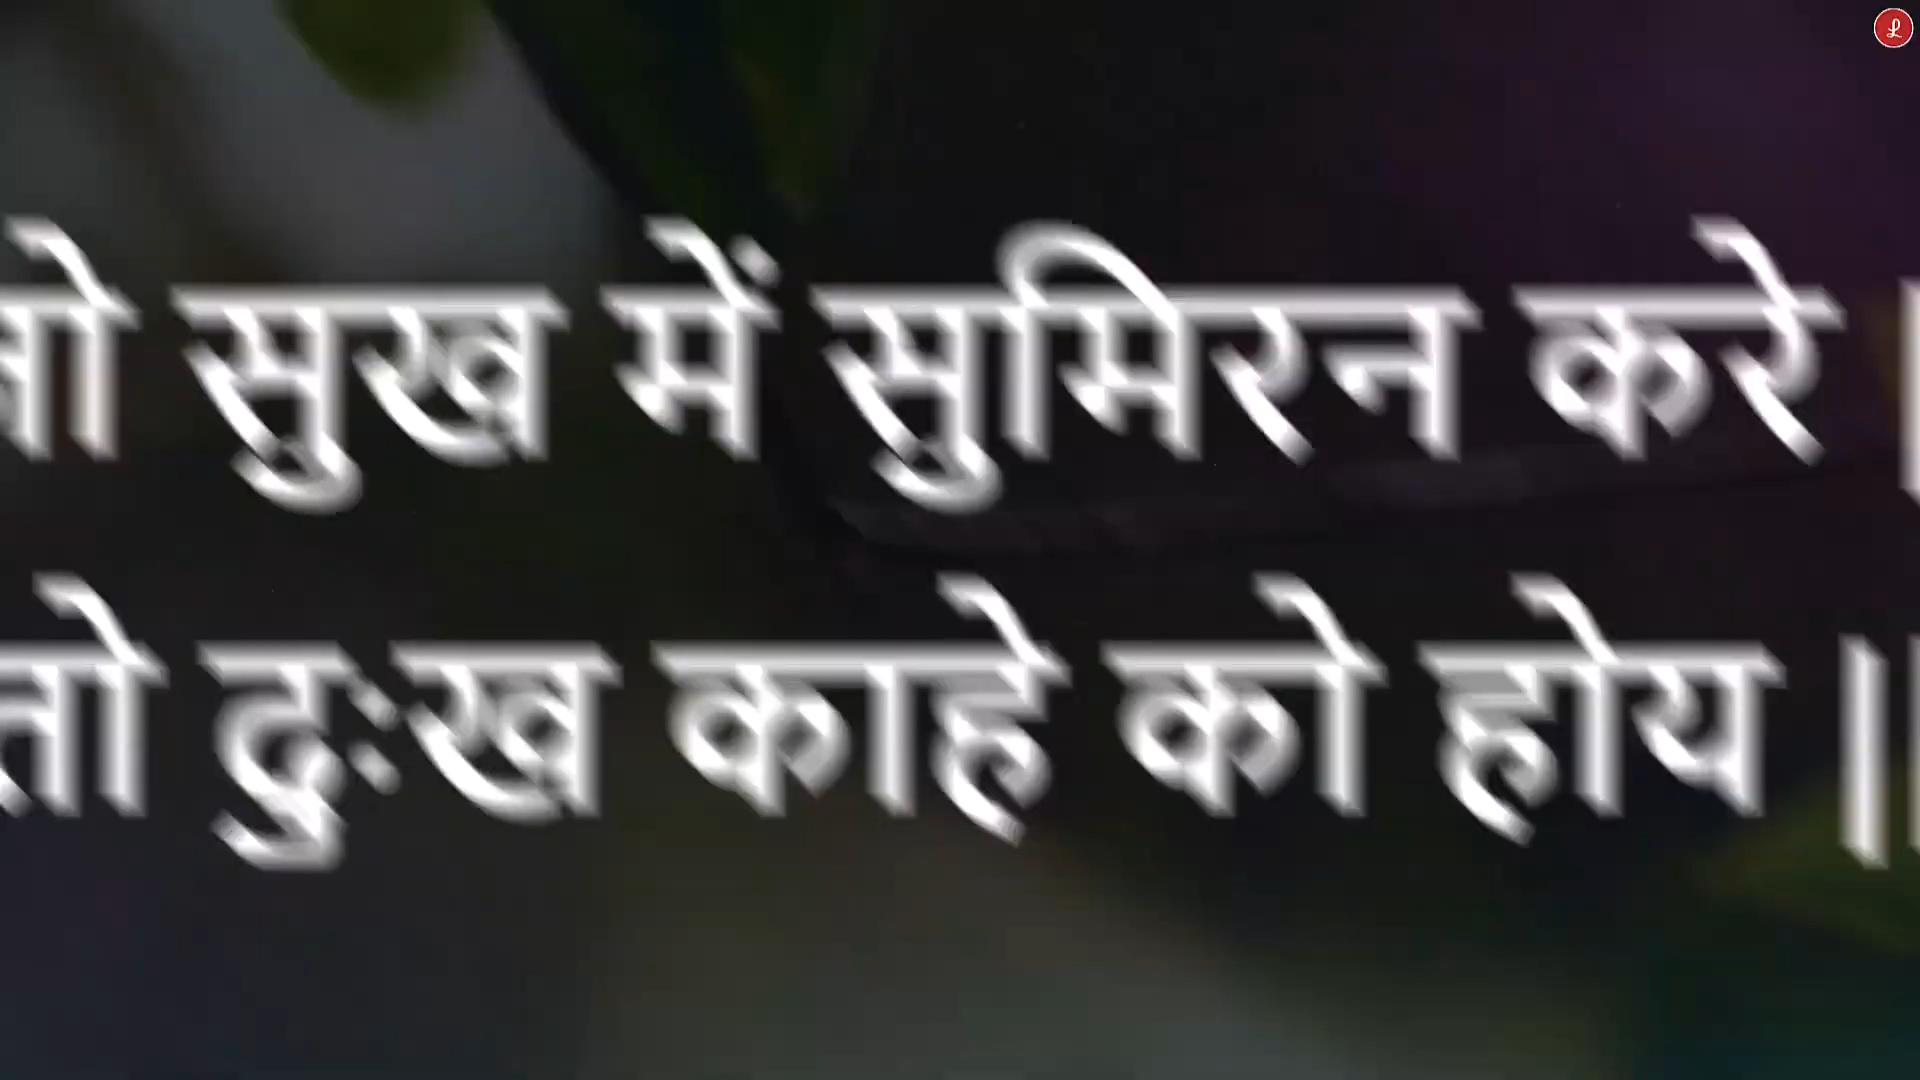 सुख में सुमिरन करे।
तो दुःख काहे को होय॥